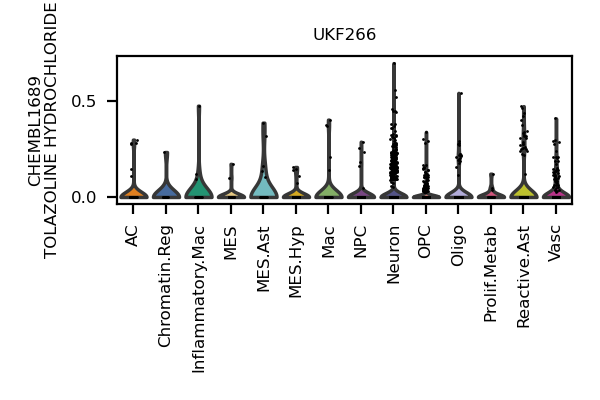 UKF266
CHEMBL1689
TOLAZOLINE HYDROCHLORIDE
0.5
0.0
AC
Chromatin.Reg
Inflammatory.Mac
MES
MES.Ast
MES.Hyp
Mac
NPC
Neuron
OPC
Oligo
Prolif.Metab
Reactive.Ast
Vasc